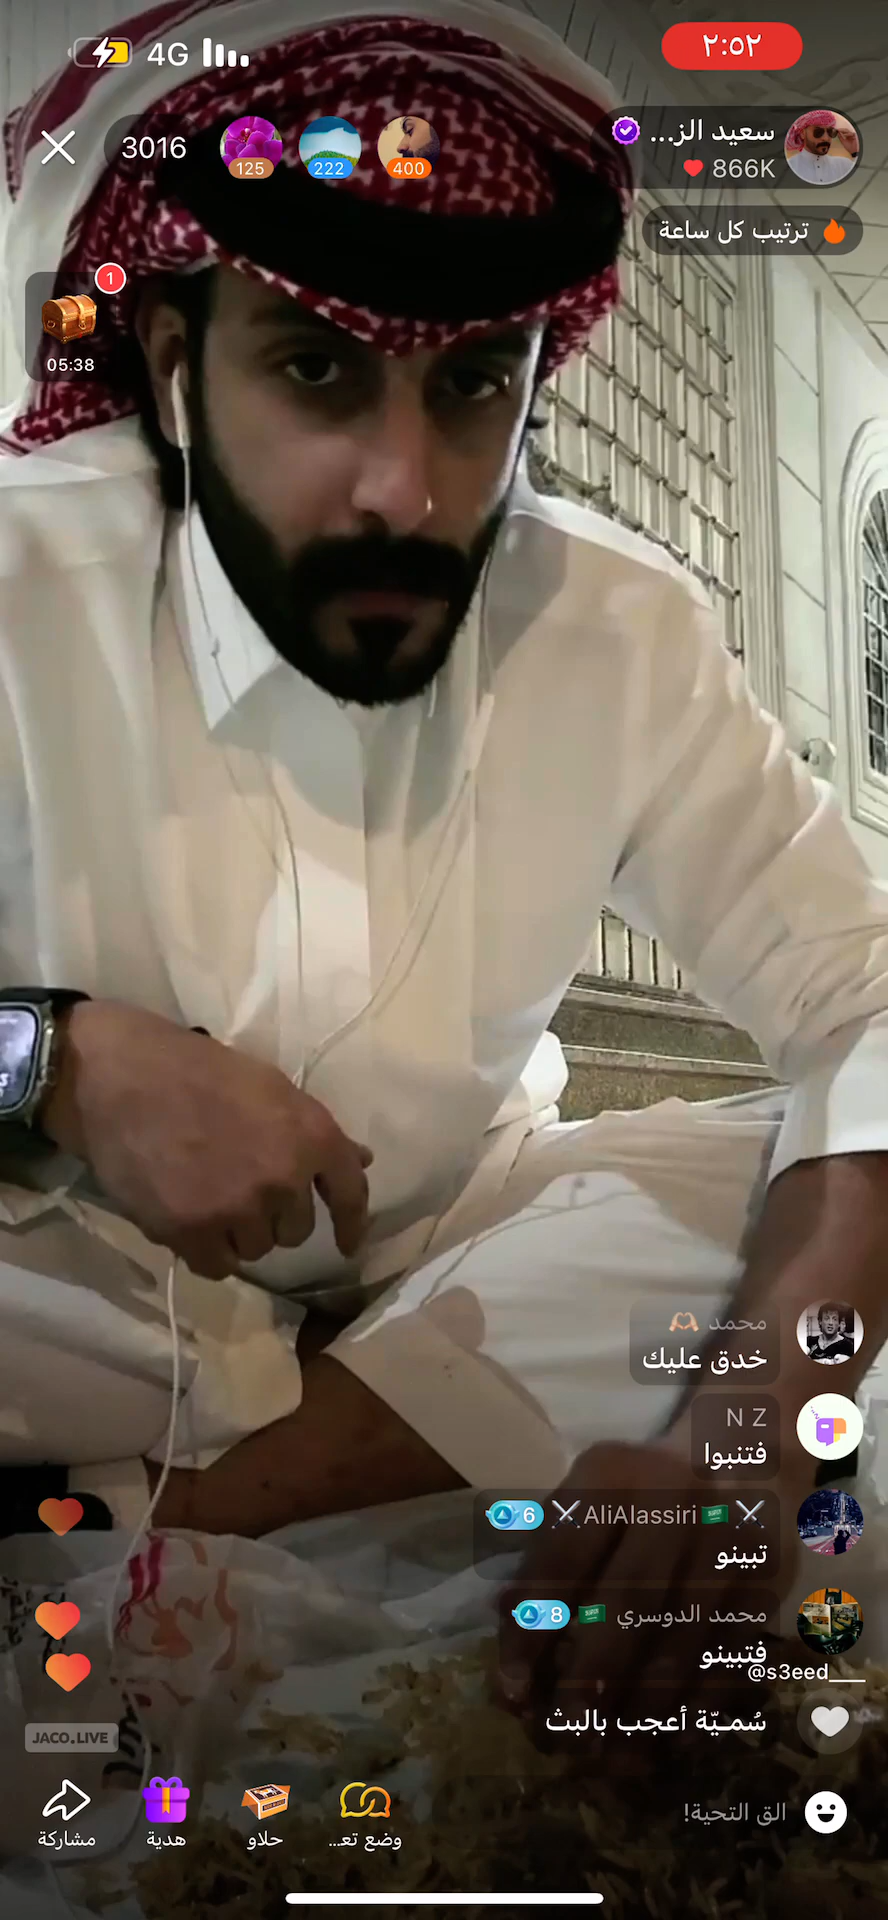 4G
٢:٥٢
3016
125
222
400
سعيد الز...
866K
ترتيب كل ساعة
1
05:38
محمد
خدق عليك
N Z
فتنبوا
6 AliAlassiri
تبينو
محمد الدوسري 8
فتبينو
@s3eed___
سُميّة أعجب بالبث
JACO.LIVE
مشاركة
هدية
حلاو
وضع تعـ...
الق التحية!